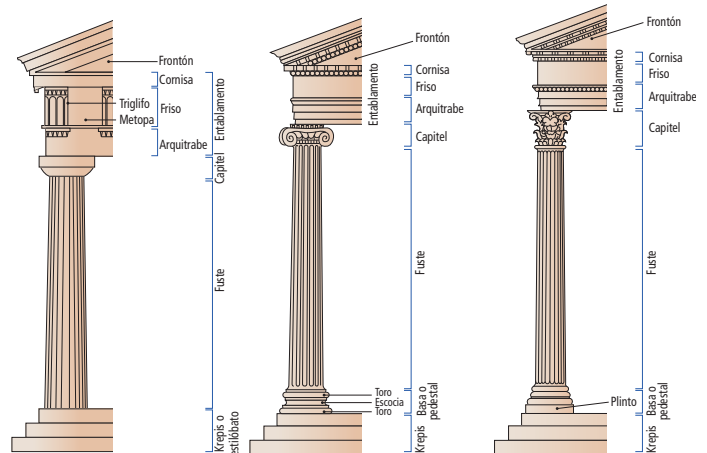 Frontón
Cornisa
Triglifo
Metopa
Friso
Arquitrabe
Entablamento
Capitel
Fuste
Krepis o
estilóbato
Frontón
Cornisa
Friso
Arquitrabe
Entablamento
Capitel
Fuste
Toro
Escocia
Toro
Basa o
pedestal
Krepis
Frontón
Cornisa
Friso
Arquitrabe
Entablamento
Capitel
Fuste
Plinto
Basa o
pedestal
Krepis